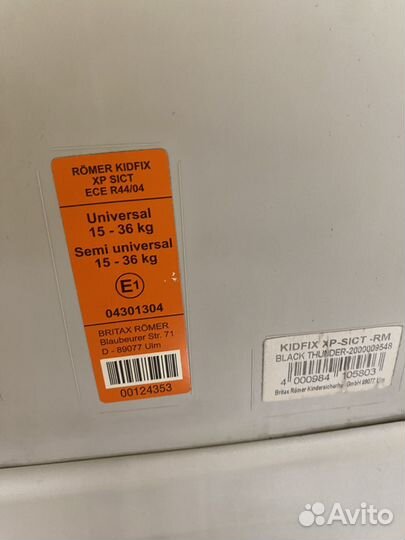 RÖMER KIDFIX
XP SICT
ECE R44/04
Universal
15 - 36 kg
Semi universal
15 - 36 kg
E1
04301304
BRITAX RÖMER
Blaubeurer Str. 71
D - 89077 Ulm
00124353
KIDFIX XP-SICT -RM
BLACK THUNDER-2000009548
4 000984 105803
Britax Römer Kindersicherheit GmbH 89077 Ulm
Avito